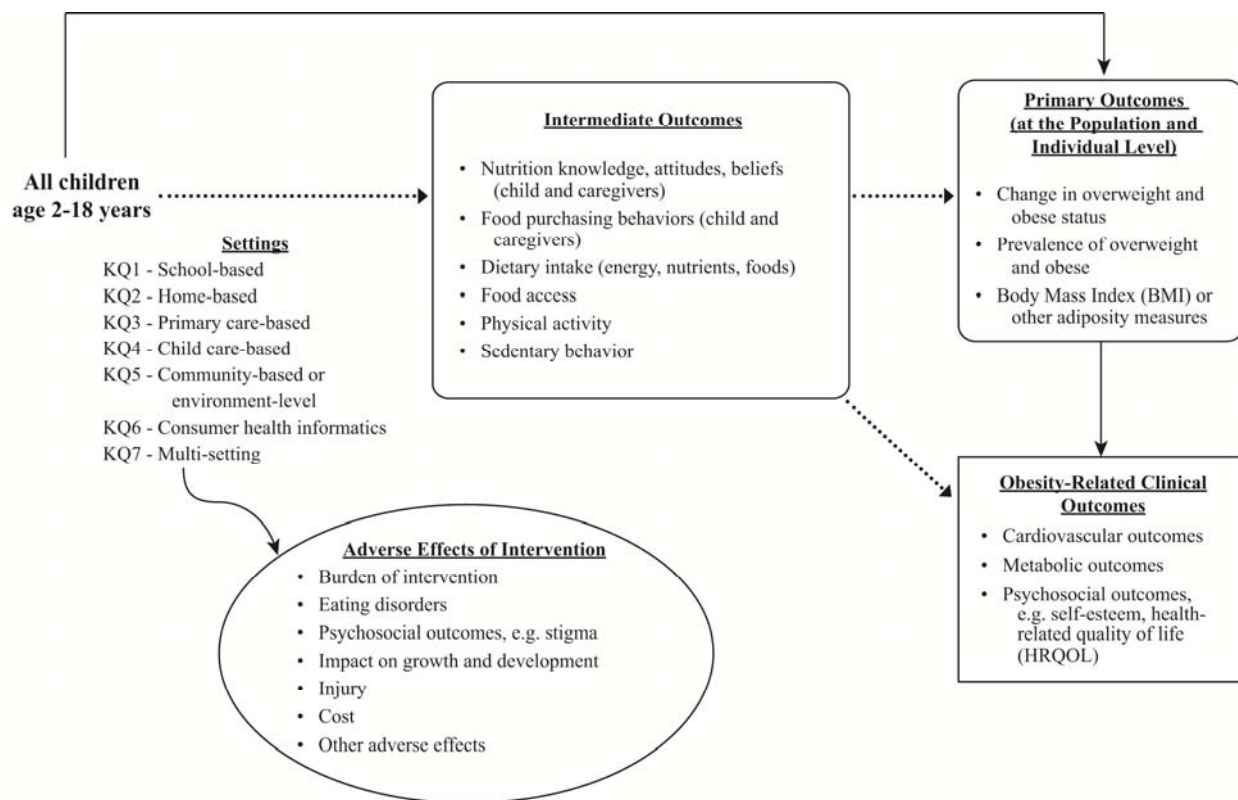 All children
age 2-18 years
Settings
KQ1 - School-based
KQ2 - Home-based
KQ3 - Primary care-based
KQ4 - Child care-based
KQ5 - Community-based or
environment-level
KQ6 - Consumer health informatics
KQ7 - Multi-setting
Intermediate Outcomes
• Nutrition knowledge, attitudes, beliefs
(child and caregivers)
• Food purchasing behaviors (child and
caregivers)
• Dietary intake (energy, nutrients, foods)
• Food access
• Physical activity
• Sedentary behavior
Primary Outcomes
(at the Population and
Individual Level)
• Change in overweight and
obese status
• Prevalence of overweight
and obese
• Body Mass Index (BMI) or
other adiposity measures
Adverse Effects of Intervention
• Burden of intervention
• Eating disorders
• Psychosocial outcomes, e.g. stigma
• Impact on growth and development
• Injury
• Cost
• Other adverse effects
Obesity-Related Clinical
Outcomes
• Cardiovascular outcomes
• Metabolic outcomes
• Psychosocial outcomes,
e.g. self-esteem, health-
related quality of life
(HRQOL)